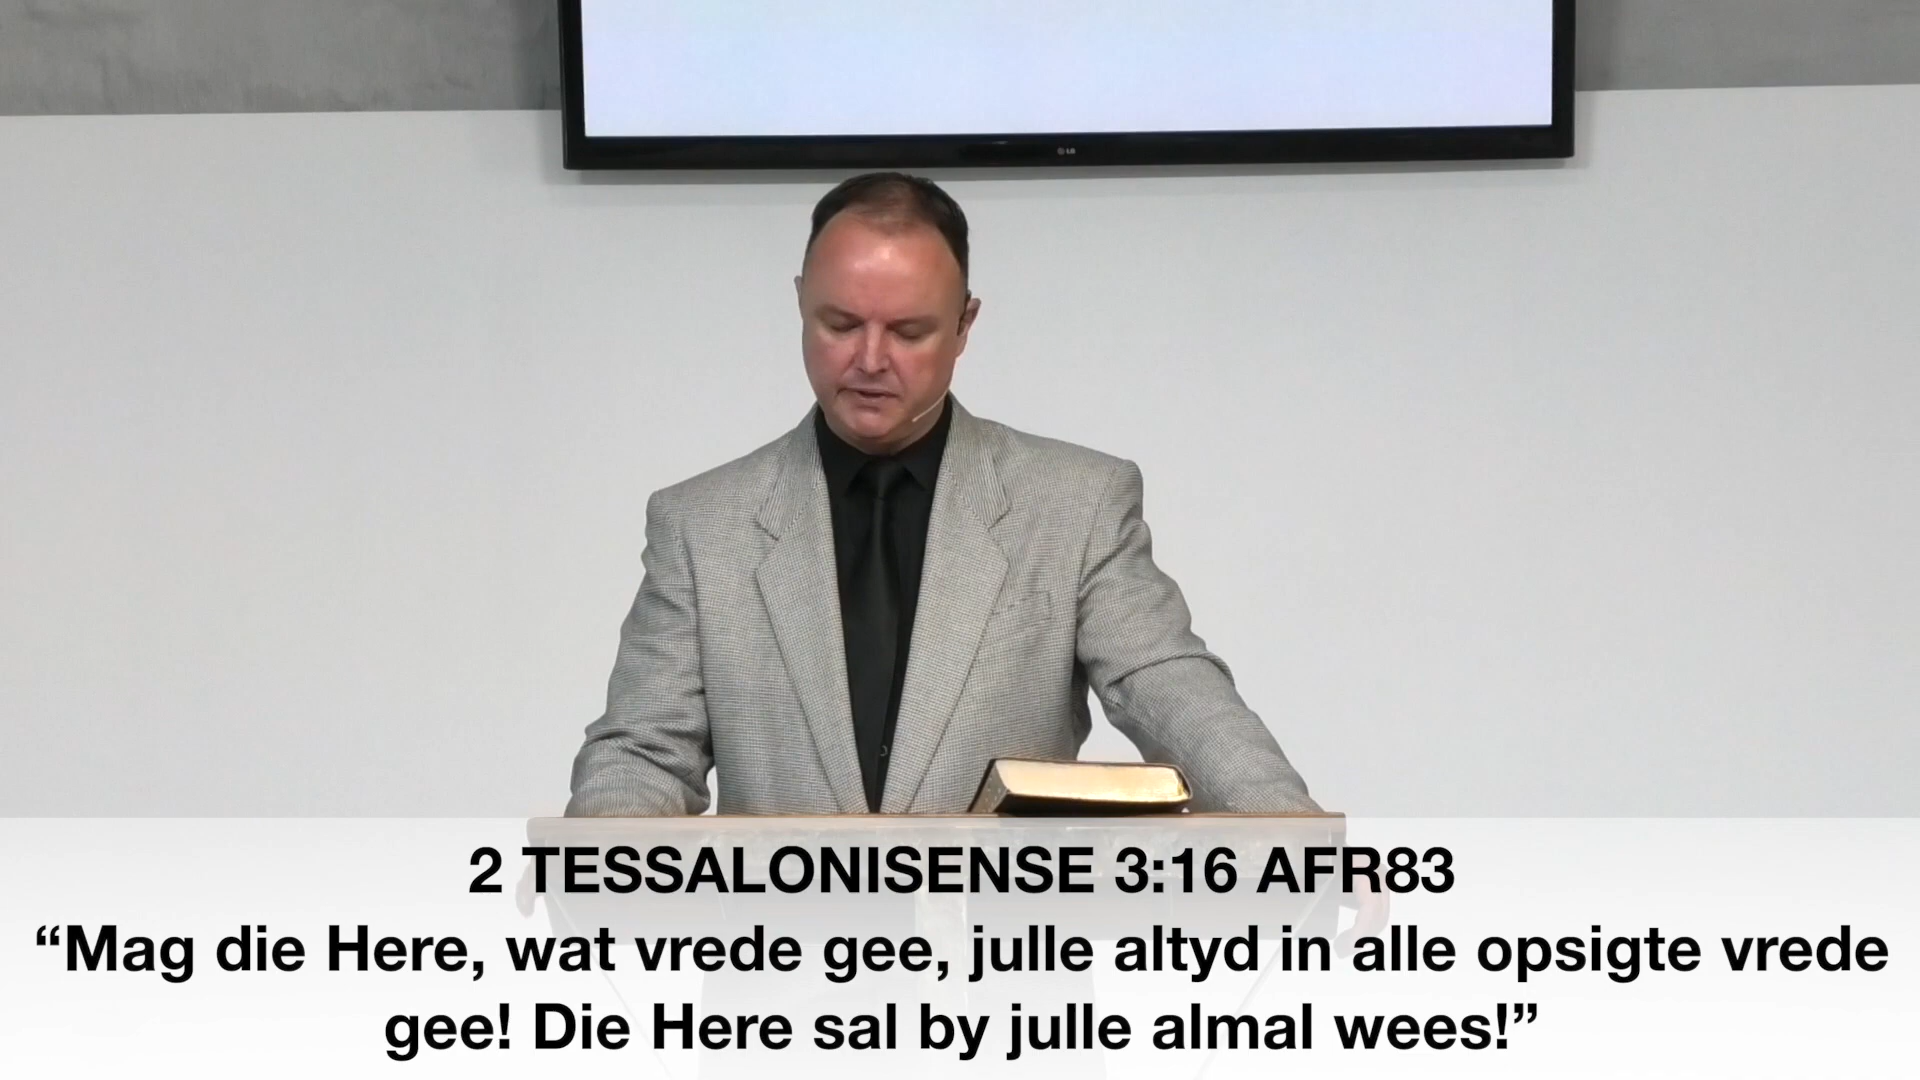 LG
2 TESSALONISENSE 3:16 AFR83
“Mag die Here, wat vrede gee, julle altyd in alle opsigte vrede
gee! Die Here sal by julle almal wees!”